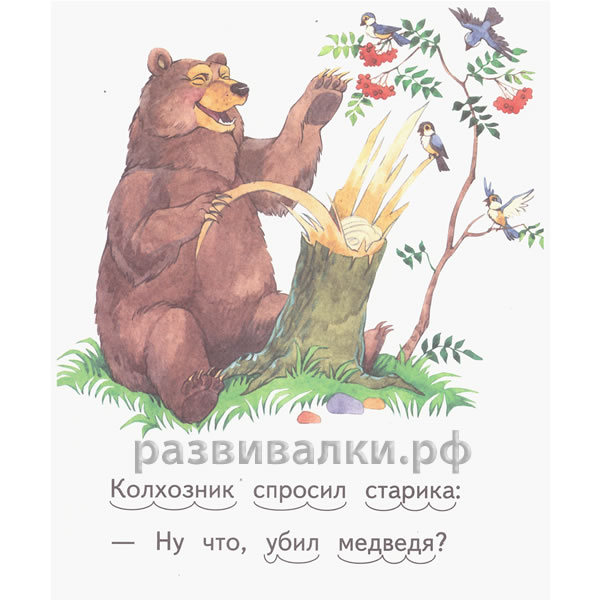 развивалки.рф
Колхозник спросил старика:
— Ну что, убил медведя?